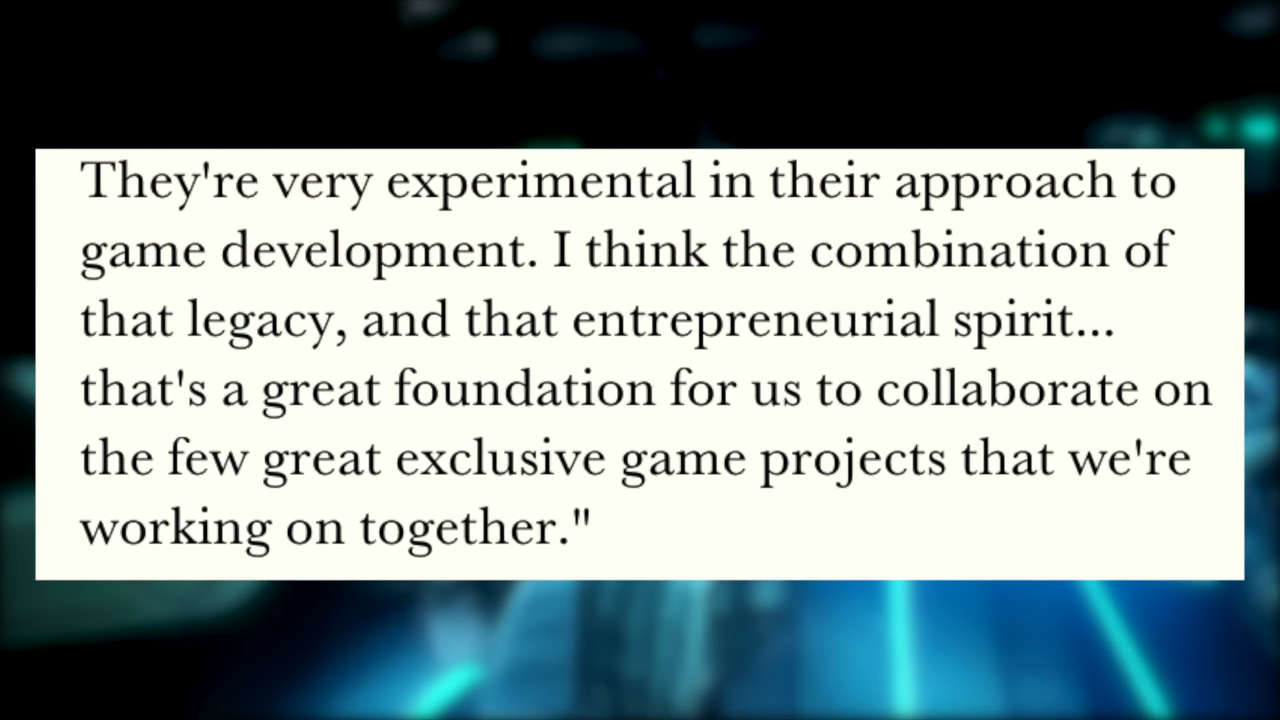 They're very experimental in their approach to
game development. I think the combination of
that legacy, and that entrepreneurial spirit...
that's a great foundation for us to collaborate on
the few great exclusive game projects that we're
working on together."